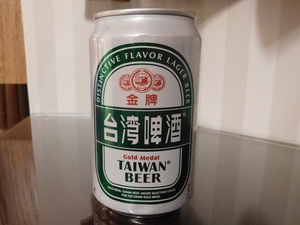 DISTINCTIVE FLAVOR LAGER BEER
金牌
台湾啤酒®
Gold Medal
TAIWAN®
BEER